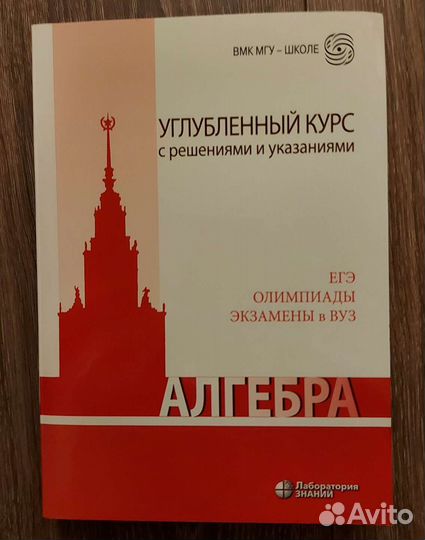 ВМК МГУ – ШКОЛЕ
УГЛУБЛЕННЫЙ КУРС
с решениями и указаниями
ЕГЭ
ОЛИМПИАДЫ
ЭКЗАМЕНЫ в ВУЗ
АЛГЕБРА
Лаборатория
ЗНАНИЙ
Avito